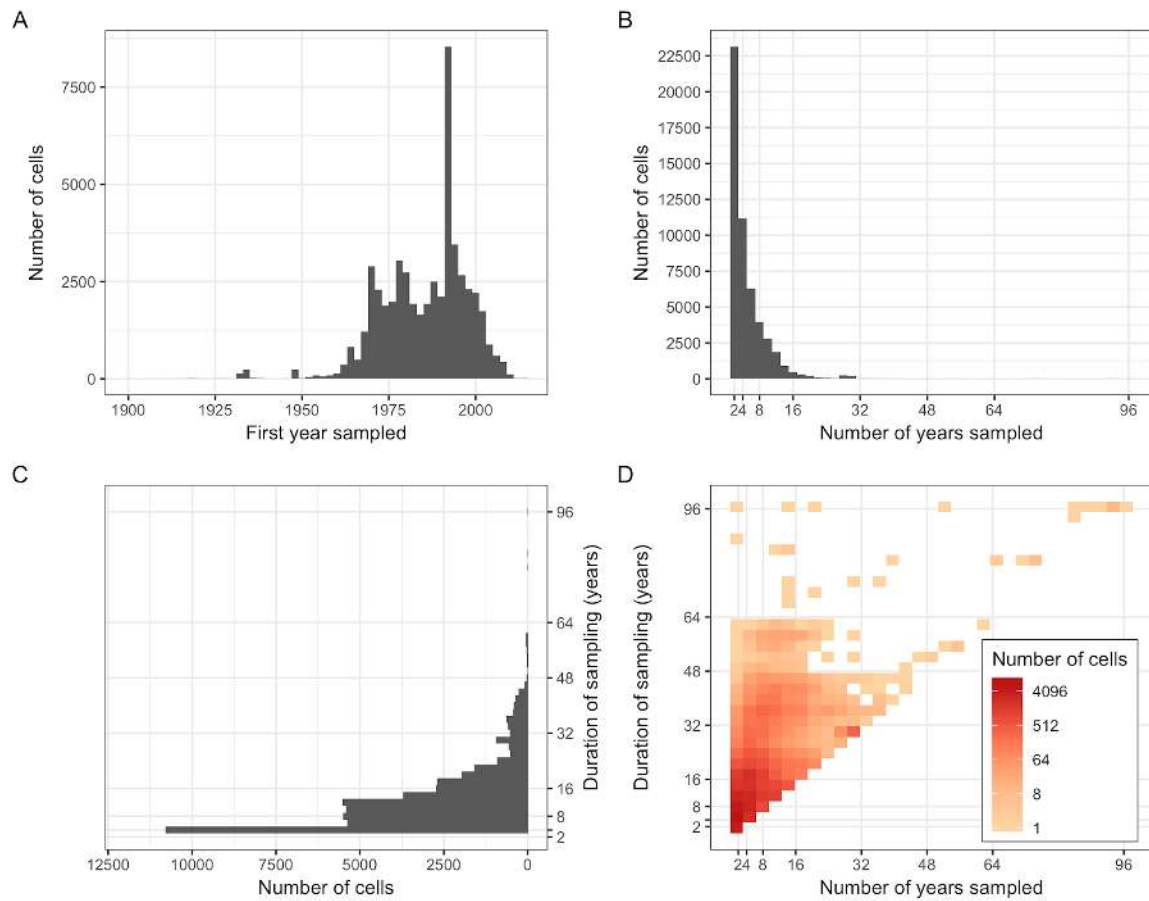 A
Number of cells
7500
5000
2500
0
1900 1925 1950 1975 2000
First year sampled
B
Number of cells
22500
20000
17500
15000
12500
10000
7500
5000
2500
0
2 4 8 16 32 48 64 96
Number of years sampled
C
96
64
48
32
16
8
2
Duration of sampling (years)
12500 10000 7500 5000 2500 0
Number of cells
D
Duration of sampling (years)
96
64
48
32
16
8
2
2 4 8 16 32 48 64 96
Number of years sampled
Number of cells
4096
512
64
8
1